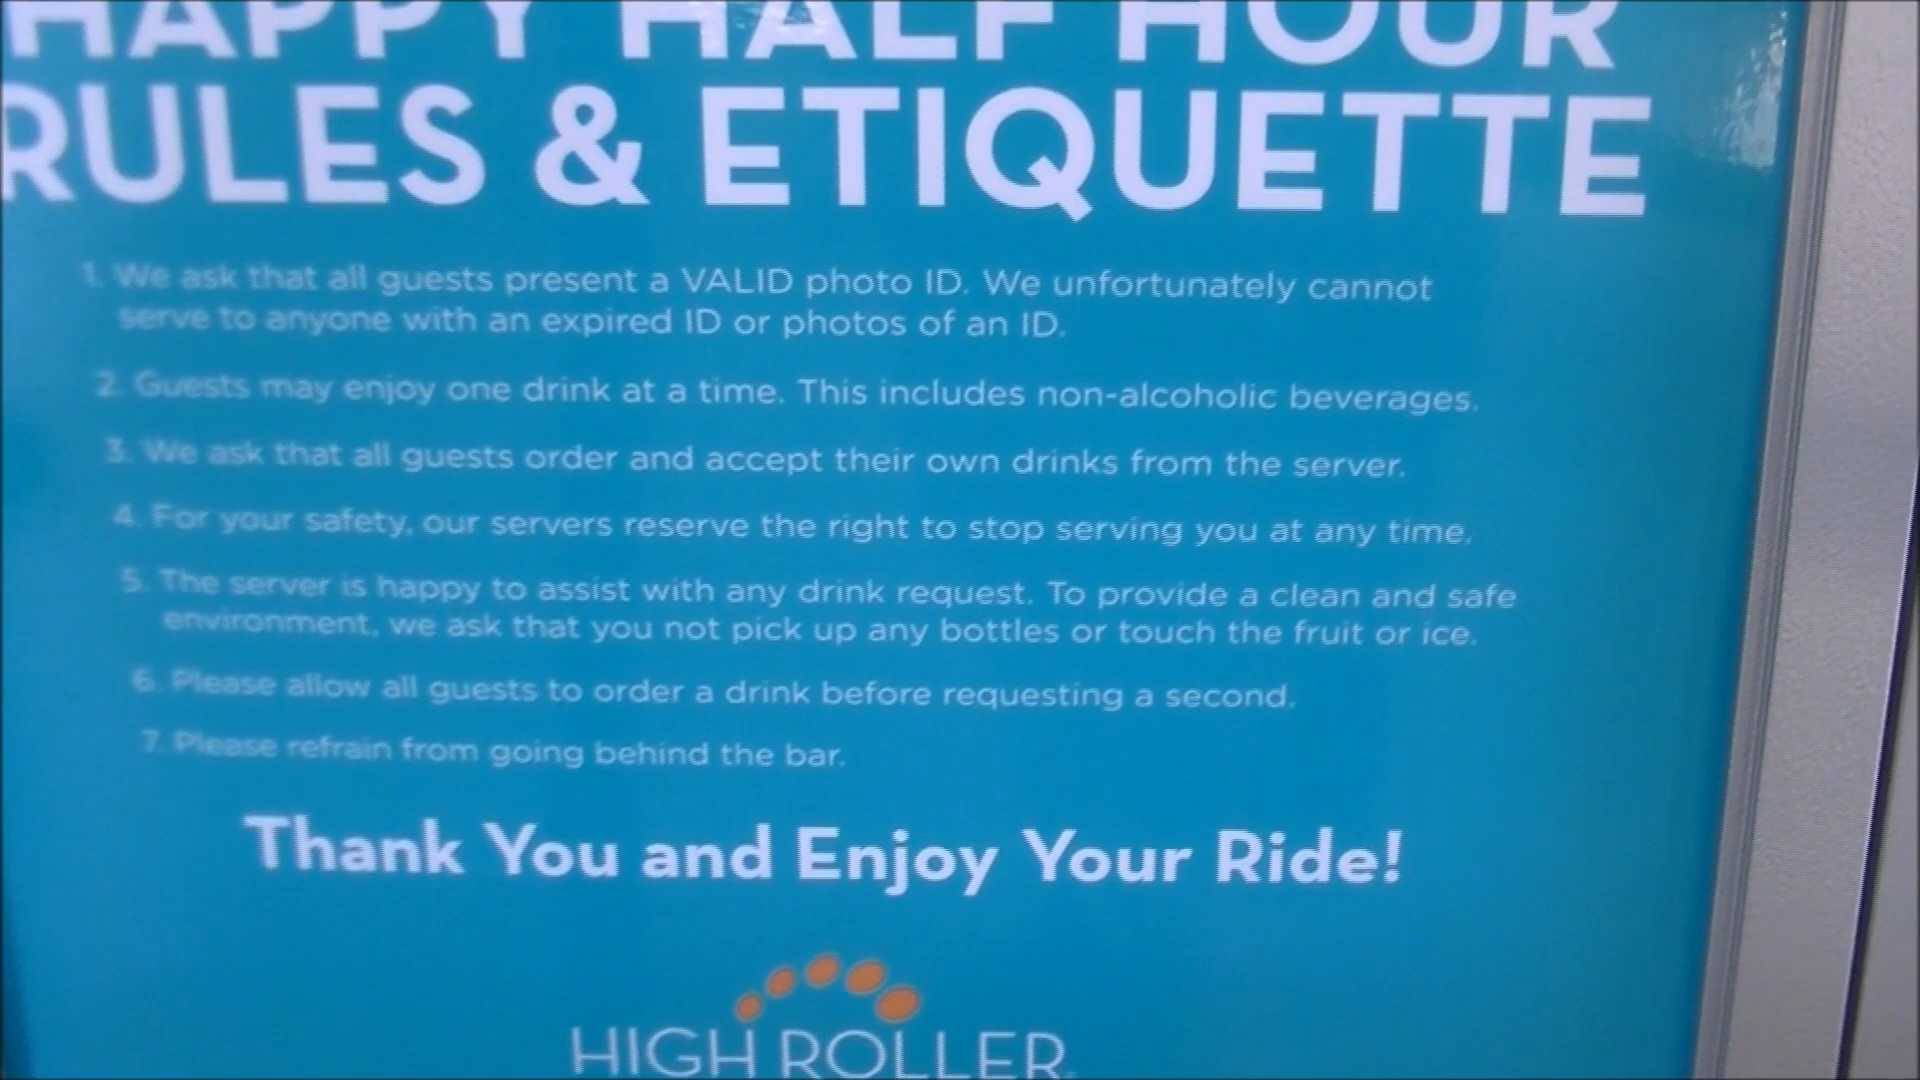 HAPPY HALF HOUR
RULES & ETIQUETTE
1. We ask that all guests present a VALID photo ID. We unfortunately cannot
serve to anyone with an expired ID or photos of an ID.
2. Guests may enjoy one drink at a time. This includes non-alcoholic beverages.
3. We ask that all guests order and accept their own drinks from the server.
4. For your safety, our servers reserve the right to stop serving you at any time.
5. The server is happy to assist with any drink request. To provide a clean and safe
environment, we ask that you not pick up any bottles or touch the fruit or ice.
6. Please allow all guests to order a drink before requesting a second.
7. Please refrain from going behind the bar.
Thank You and Enjoy Your Ride!
HIGH ROLLER